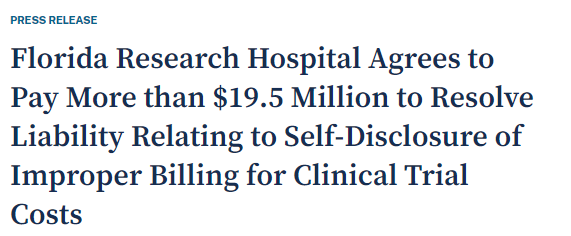 PRESS RELEASE
Florida Research Hospital Agrees to
Pay More than $19.5 Million to Resolve
Liability Relating to Self-Disclosure of
Improper Billing for Clinical Trial
Costs